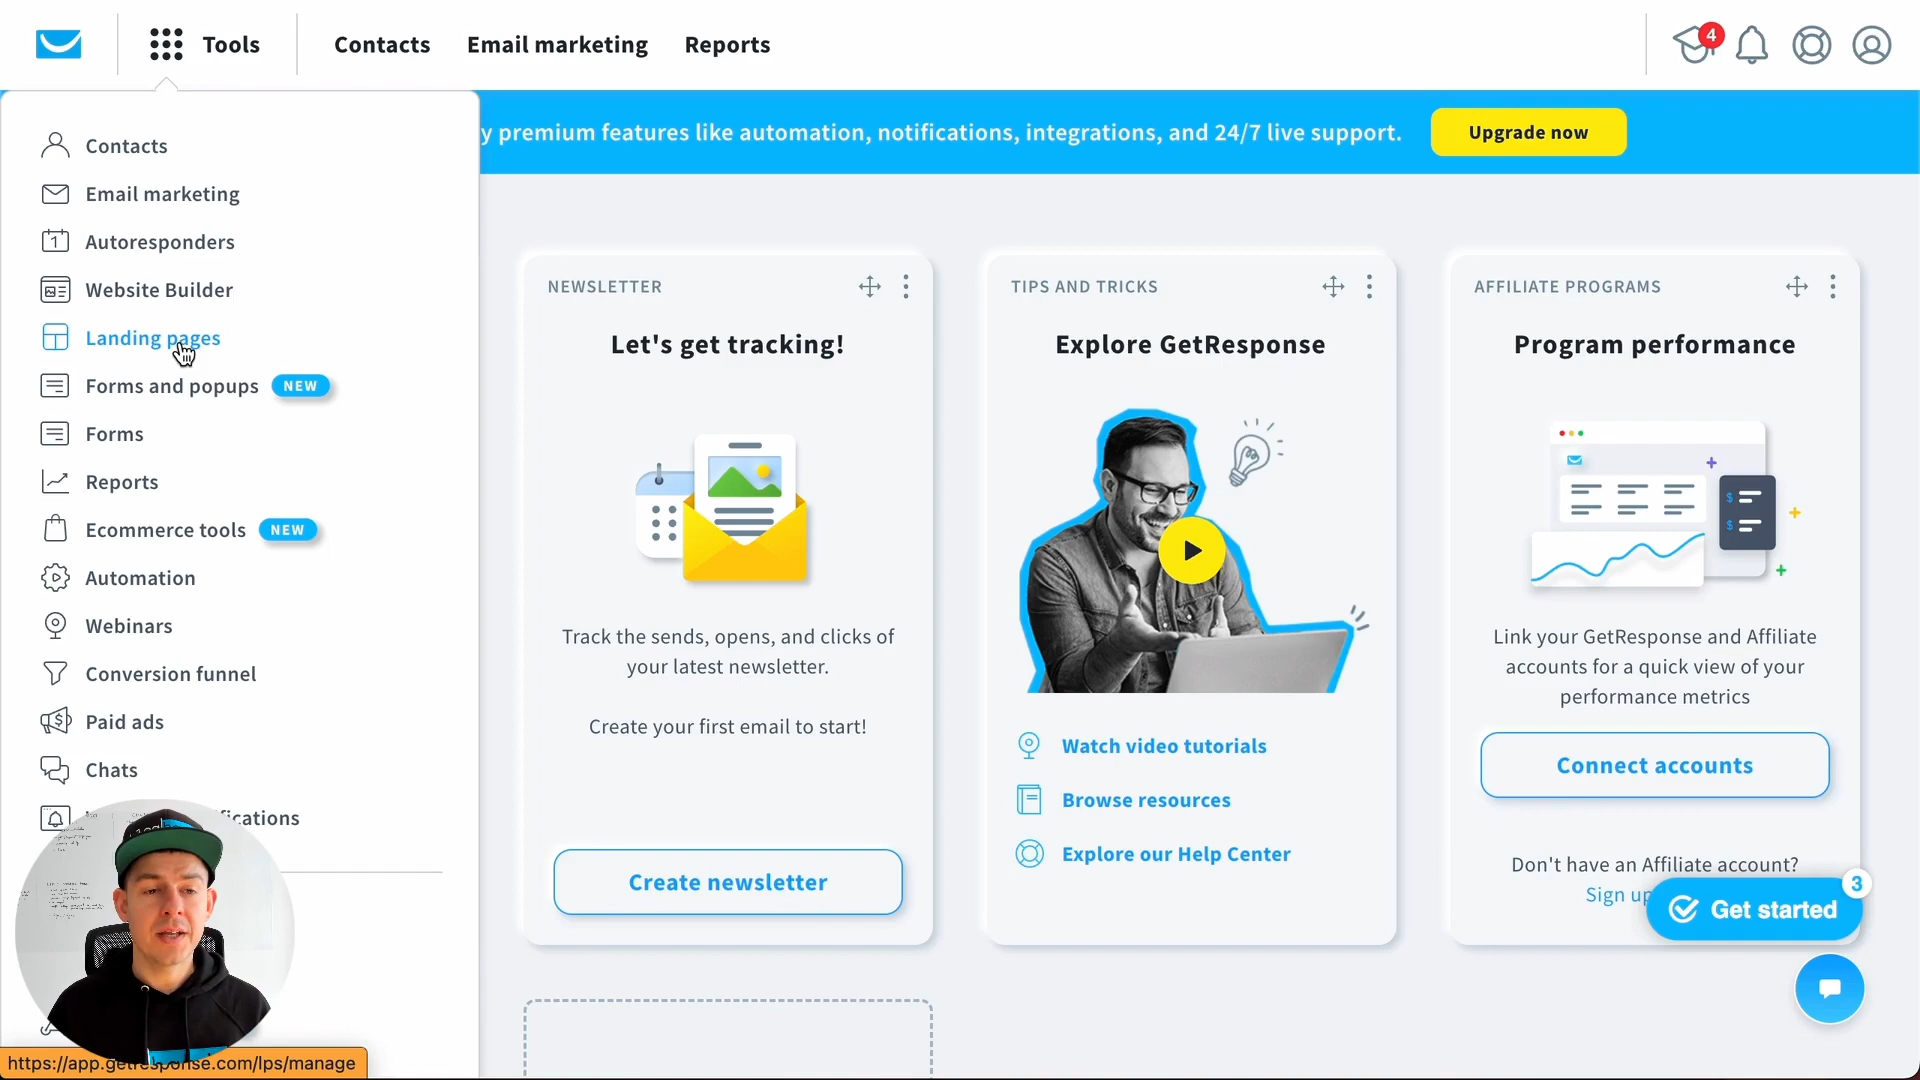 Tools
Contacts
Email marketing
Reports
4
y premium features like automation, notifications, integrations, and 24/7 live support.
Upgrade now
Contacts
Email marketing
Autoresponders
Website Builder
Landing pages
Forms and popups NEW
Forms
Reports
Ecommerce tools NEW
Automation
Webinars
Conversion funnel
Paid ads
Chats
fications
NEWSLETTER
Let's get tracking!
Track the sends, opens, and clicks of
your latest newsletter.
Create your first email to start!
Create newsletter
TIPS AND TRICKS
Explore GetResponse
Watch video tutorials
Browse resources
Explore our Help Center
AFFILIATE PROGRAMS
Program performance
Link your GetResponse and Affiliate
accounts for a quick view of your
performance metrics
Connect accounts
Don't have an Affiliate account?
Sign up
3
Get started
https://app.getresponse.com/lps/manage